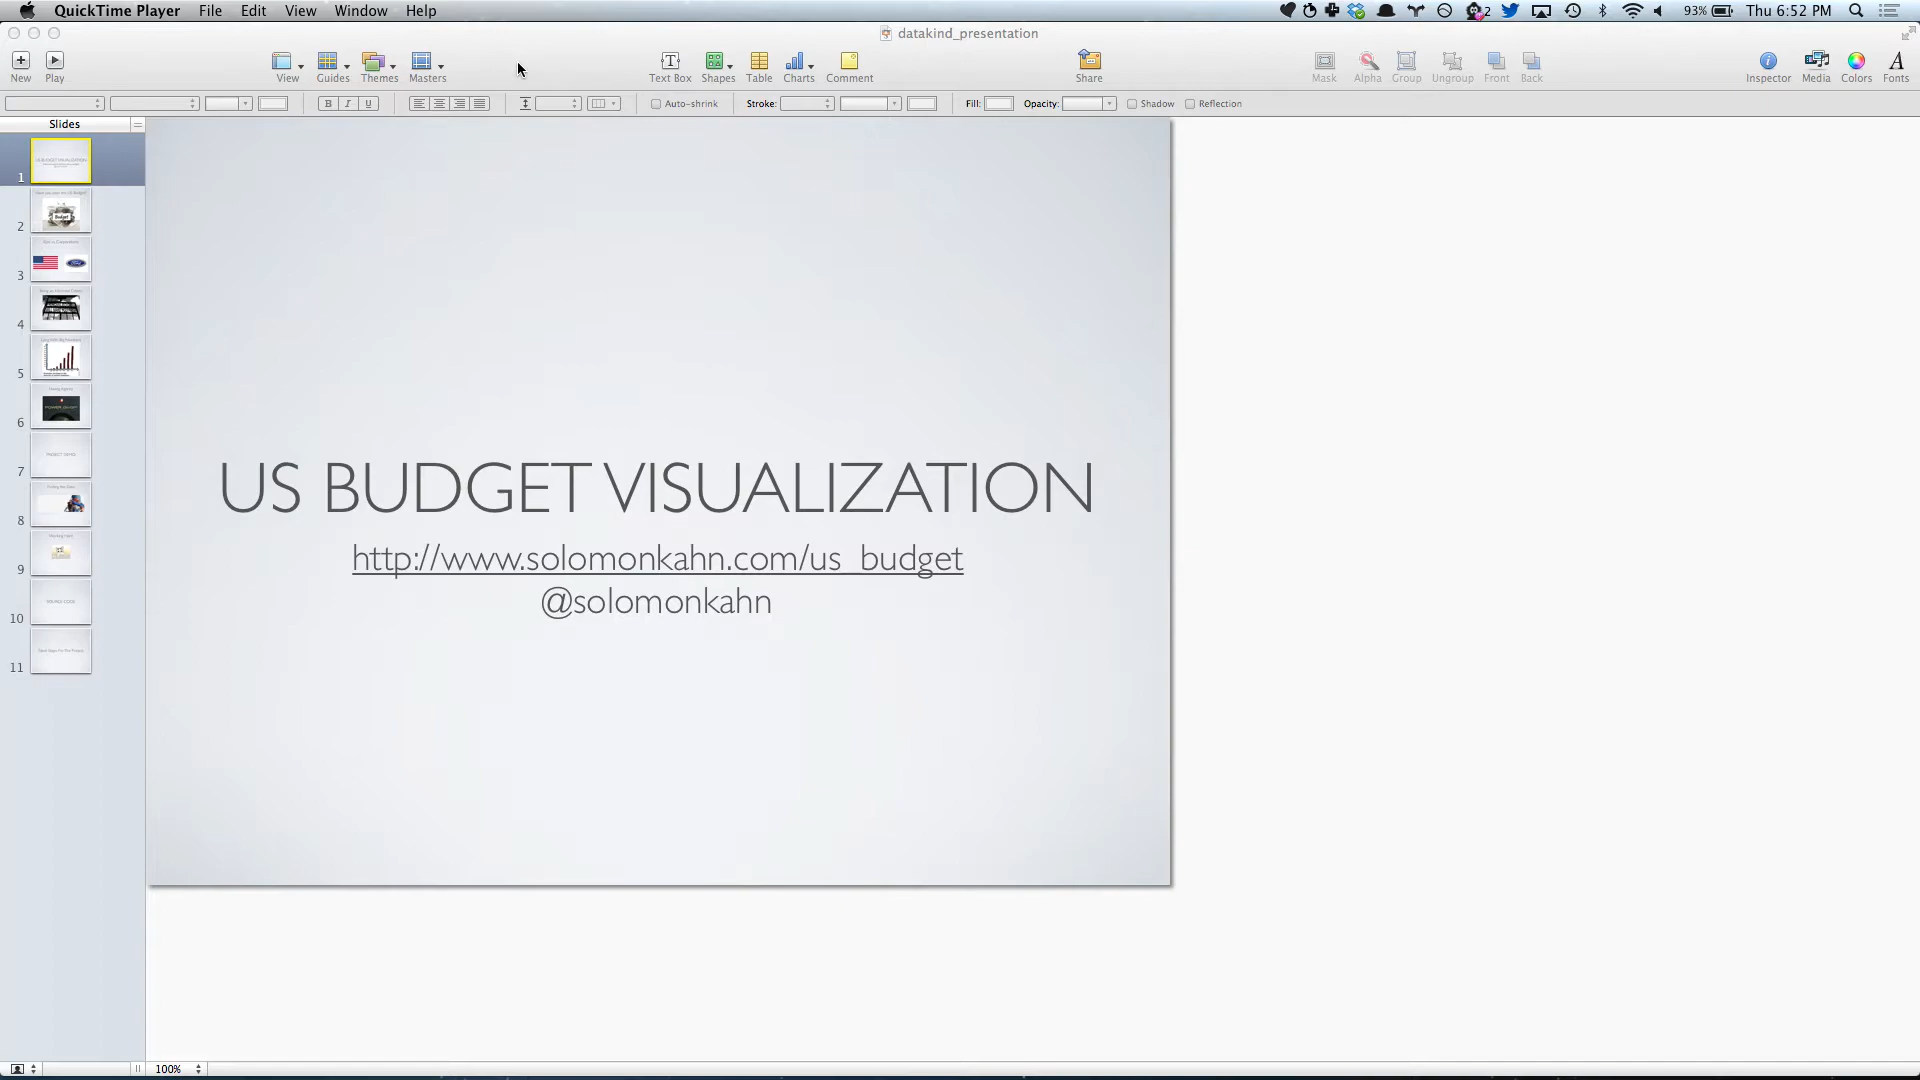 QuickTime Player File Edit View Window Help
2 93% Thu 6:52 PM
datakind_presentation
New Play View Guides Themes Masters Text Box Shapes Table Charts Comment Share Mask Alpha Group Ungroup Front Back Inspector Media Colors Fonts
B I U Auto-shrink Stroke: Fill: Opacity: Shadow Reflection
Slides
1
2
3
4
5
6
7
8
9
10
11
US BUDGET VISUALIZATION
http://www.solomonkahn.com/us_budget
@solomonkahn
100%